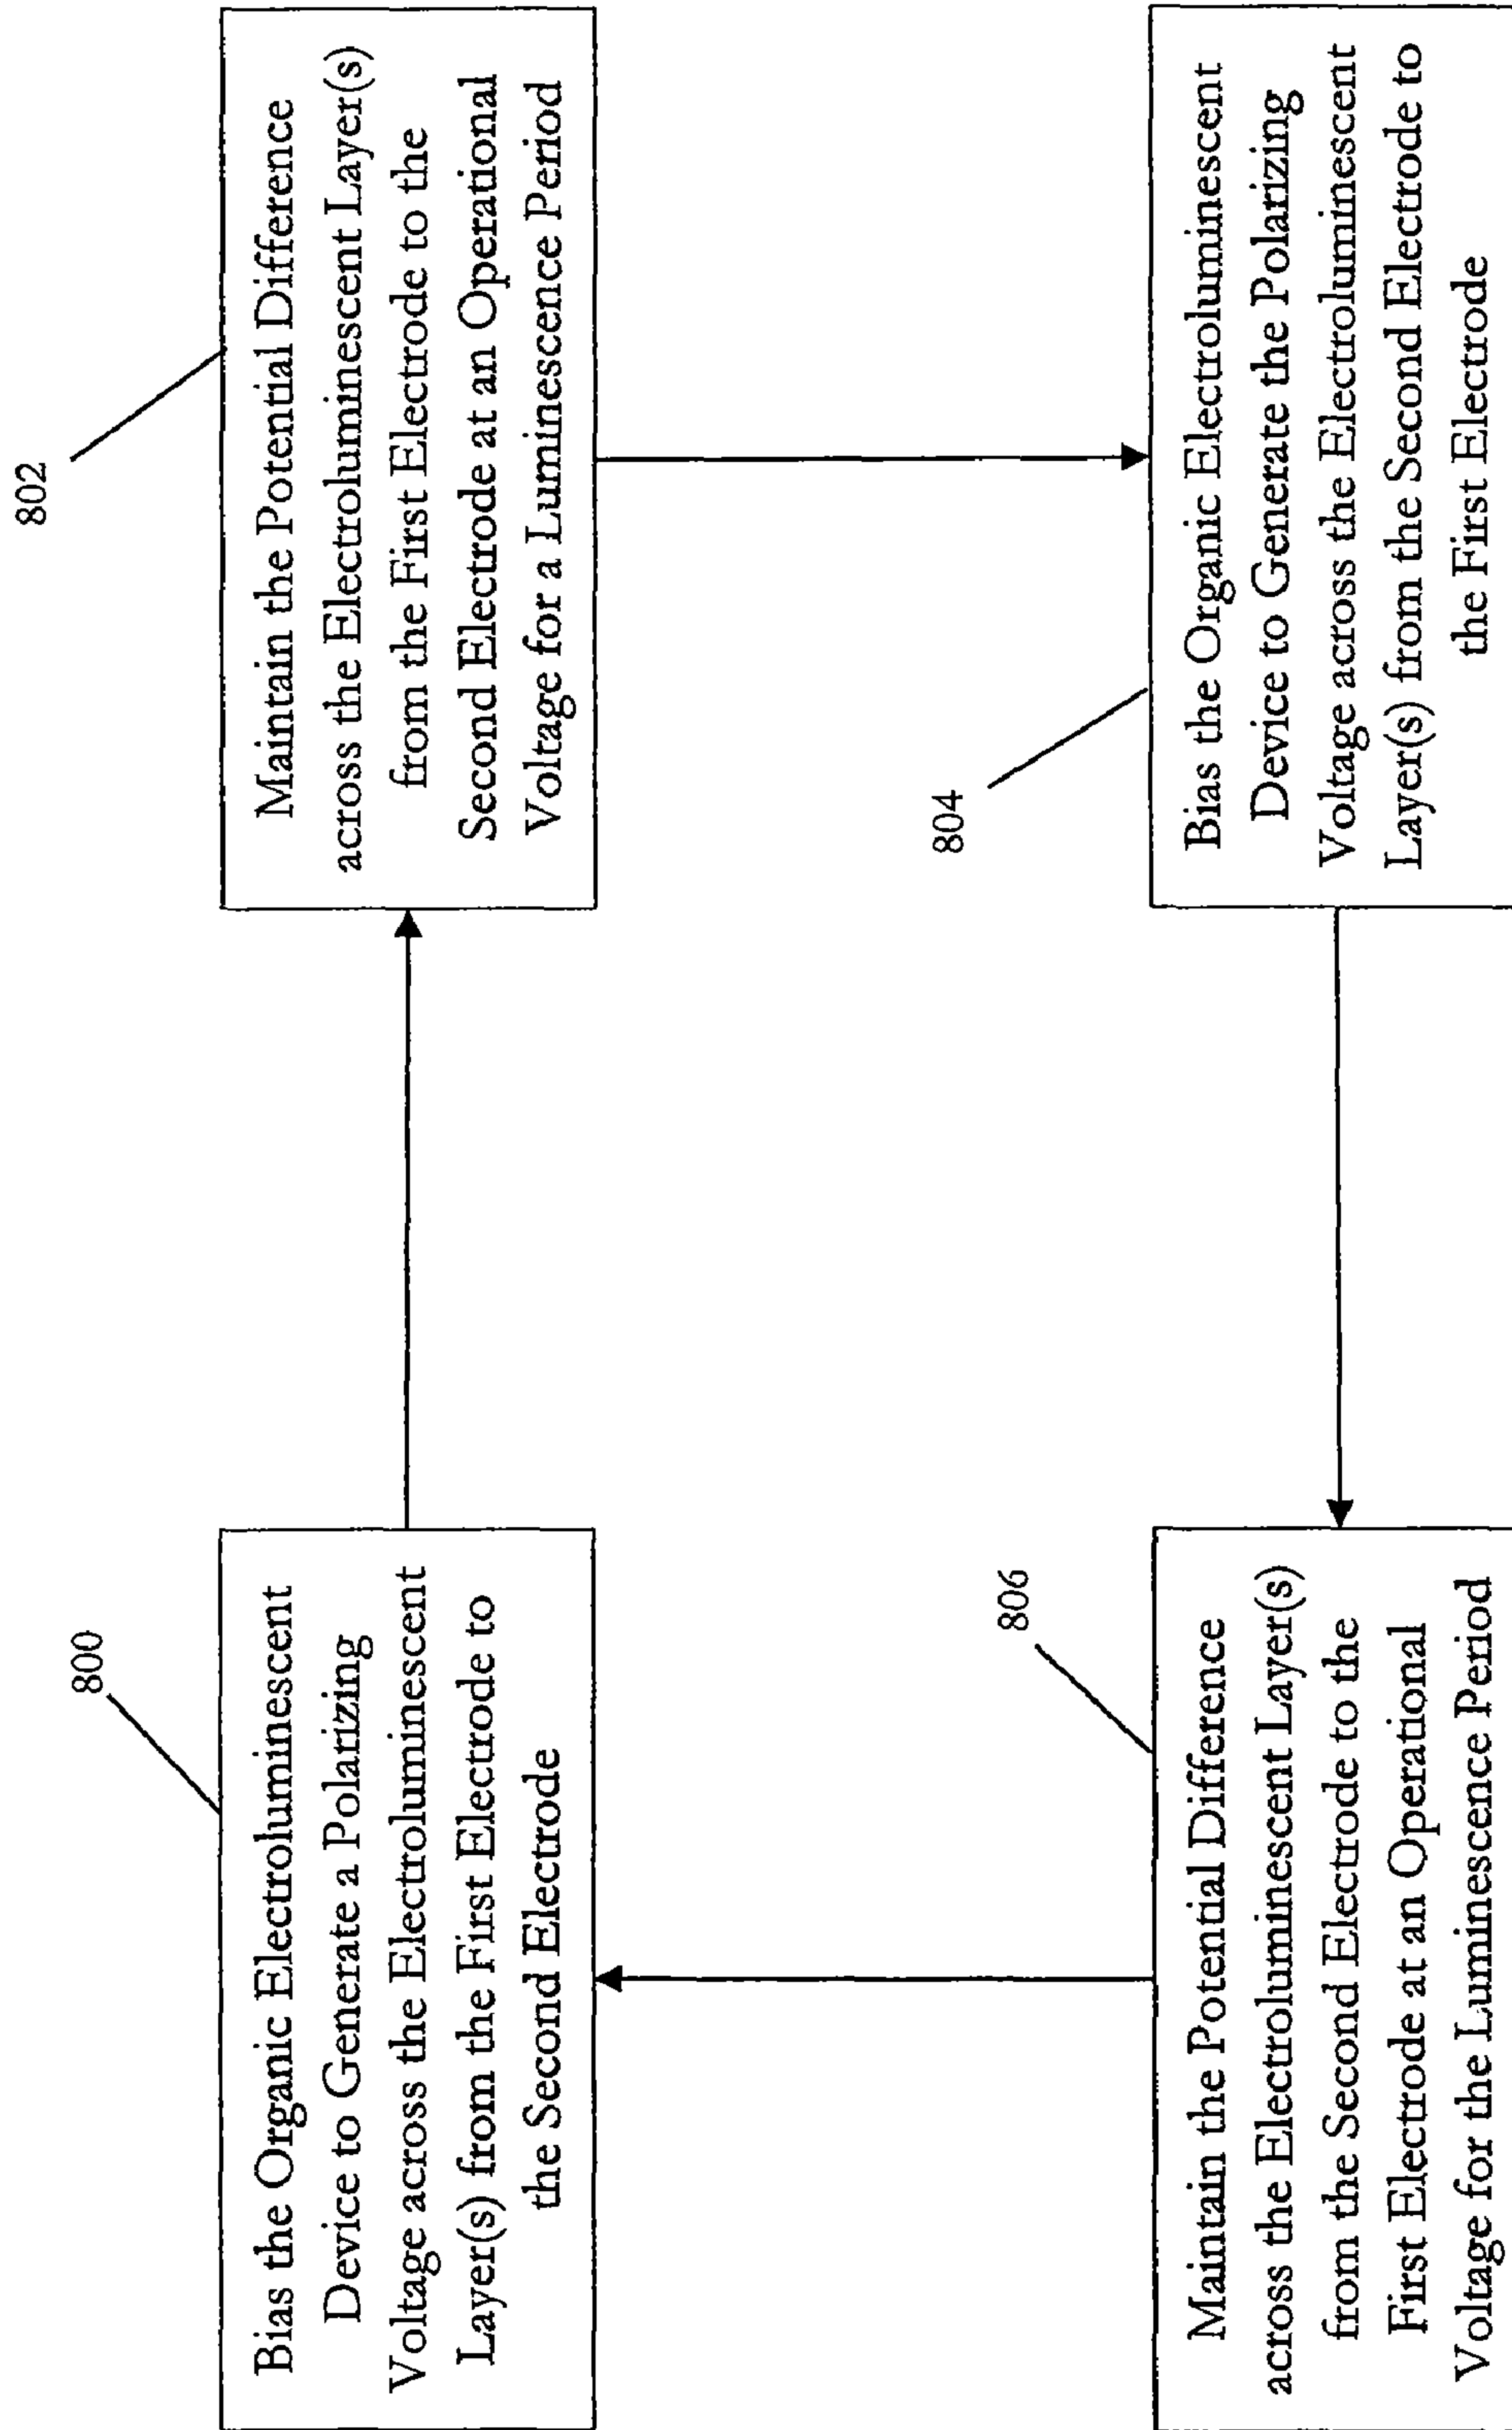 800
Bias the Organic Electroluminescent
Device to Generate a Polarizing
Voltage across the Electroluminescent
Layer(s) from the First Electrode to
the Second Electrode
802
Maintain the Potential Difference
across the Electroluminescent Layer(s)
from the First Electrode to the
Second Electrode at an Operational
Voltage for a Luminescence Period
804
Bias the Organic Electroluminescent
Device to Generate the Polarizing
Voltage across the Electroluminescent
Layer(s) from the Second Electrode to
the First Electrode
806
Maintain the Potential Difference
across the Electroluminescent Layer(s)
from the Second Electrode to the
First Electrode at an Operational
Voltage for the Luminescence Period